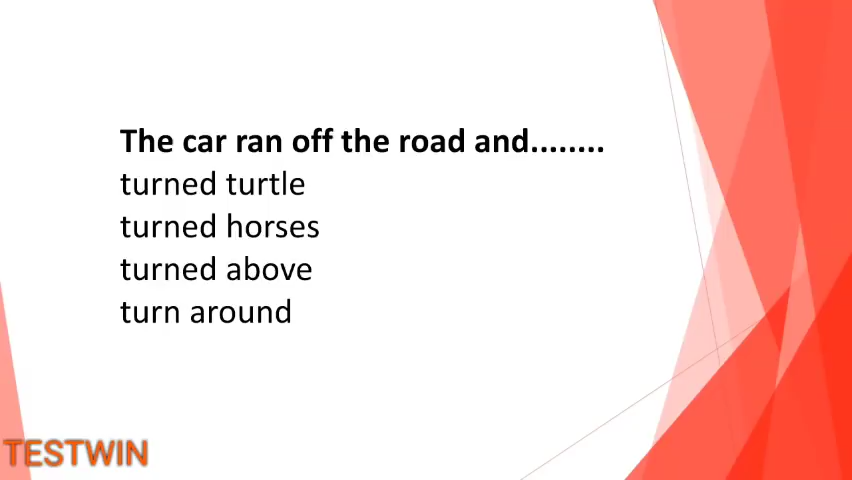 The car ran off the road and........
turned turtle
turned horses
turned above
turn around
TESTWIN